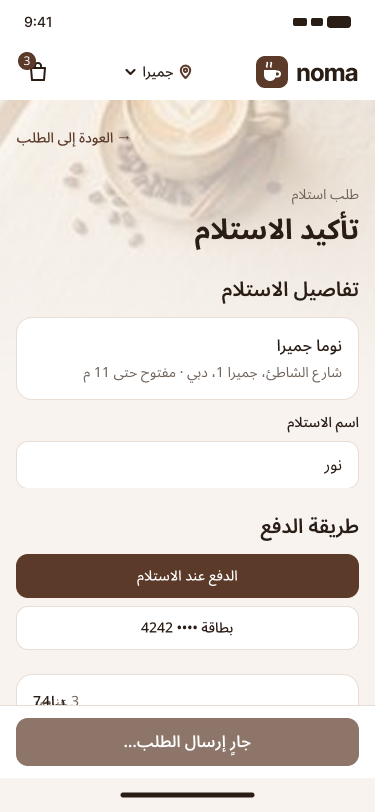 9:41
noma
جميرا
3
العودة إلى الطلب →
طلب استلام
تأكيد الاستلام
تفاصيل الاستلام
نوما جميرا
شارع الشاطئ، جميرا 1، دبي · مفتوح حتى 11 م
اسم الاستلام
نور
طريقة الدفع
الدفع عند الاستلام
بطاقة •••• 4242
3
جارٍ إرسال الطلب...